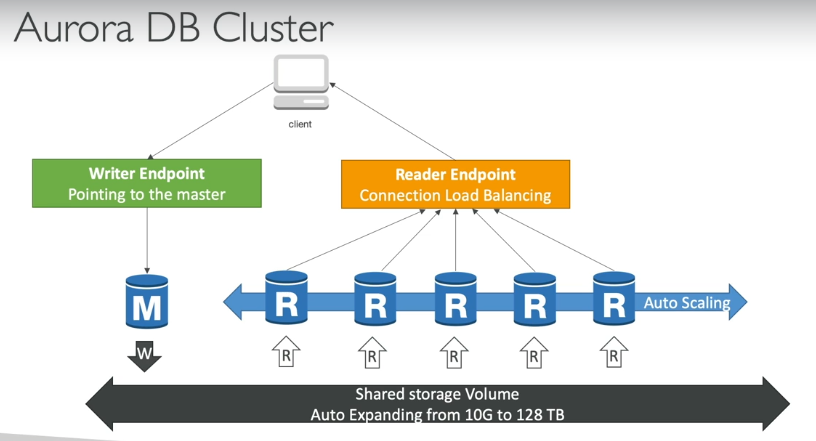 Aurora DB Cluster
client
Writer Endpoint
Pointing to the master
Reader Endpoint
Connection Load Balancing
M
R
R
R
R
R
Auto Scaling
W
R
R
R
R
R
Shared storage Volume
Auto Expanding from 10G to 128 TB